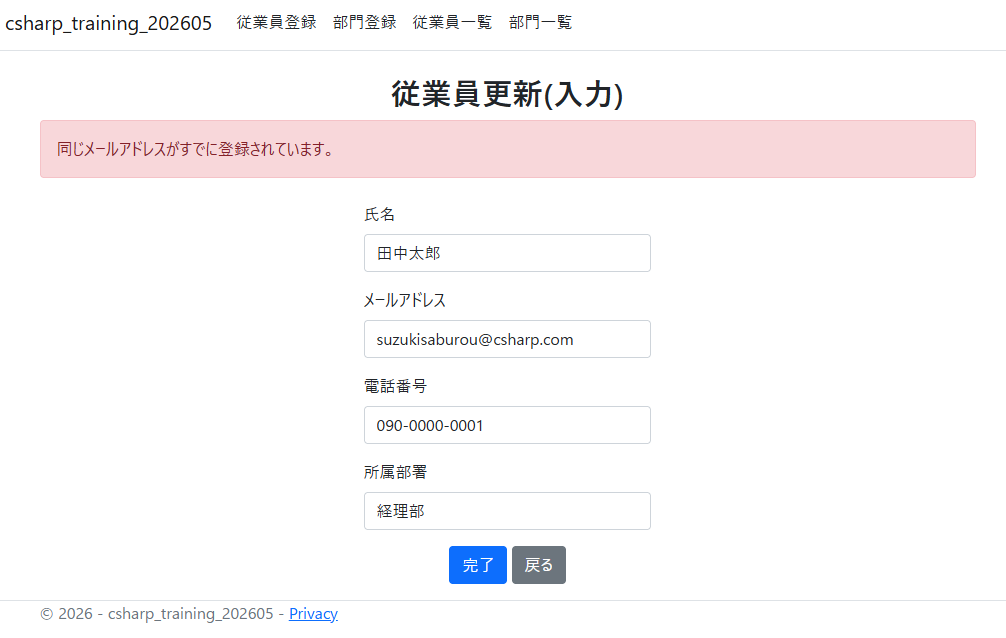 csharp_training_202605 従業員登録 部門登録 従業員一覧 部門一覧
従業員更新(入力)
同じメールアドレスがすでに登録されています。
氏名
田中太郎
メールアドレス
suzukisaburou@csharp.com
電話番号
090-0000-0001
所属部署
経理部
完了 戻る
© 2026 - csharp_training_202605 - Privacy